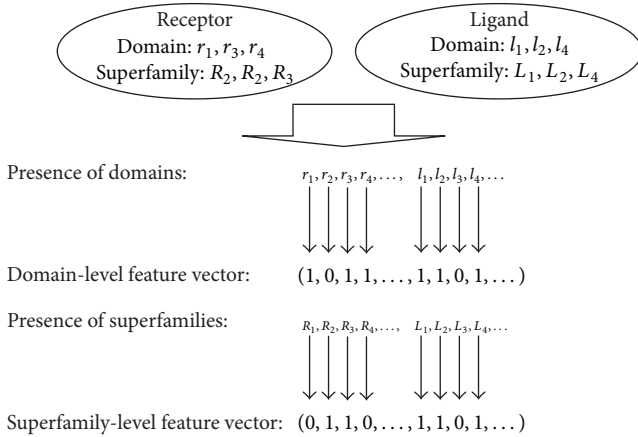 Receptor
Domain: r₁, r₃, r₄
Superfamily: R₂, R₂, R₃
Ligand
Domain: l₁, l₂, l₄
Superfamily: L₁, L₂, L₄
Presence of domains: r₁, r₂, r₃, r₄, . . . , l₁, l₂, l₃, l₄, . . .
Domain-level feature vector: (1, 0, 1, 1, . . . , 1, 1, 0, 1, . . .)
Presence of superfamilies: R₁, R₂, R₃, R₄, . . . , L₁, L₂, L₃, L₄, . . .
Superfamily-level feature vector: (0, 1, 1, 0, . . . , 1, 1, 0, 1, . . .)